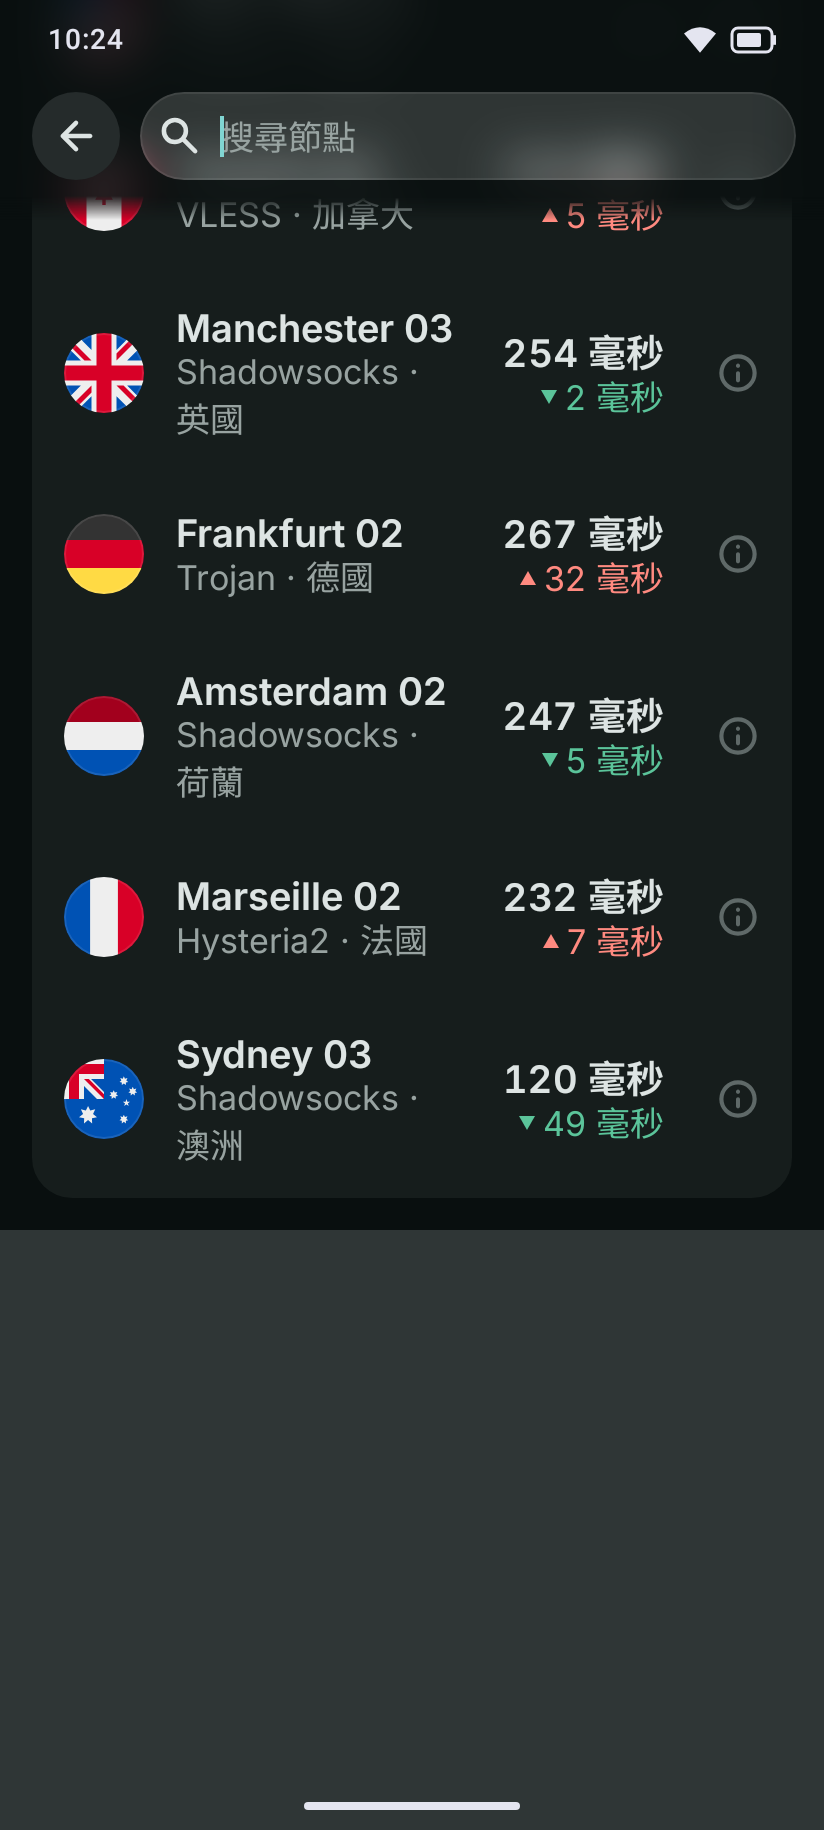 10:24
搜尋節點
VLESS · 加拿大
▲5 毫秒
Manchester 03
Shadowsocks ·
英國
254 毫秒
▼2 毫秒
Frankfurt 02
Trojan · 德國
267 毫秒
▲32 毫秒
Amsterdam 02
Shadowsocks ·
荷蘭
247 毫秒
▼5 毫秒
Marseille 02
Hysteria2 · 法國
232 毫秒
▲7 毫秒
Sydney 03
Shadowsocks ·
澳洲
120 毫秒
▼49 毫秒